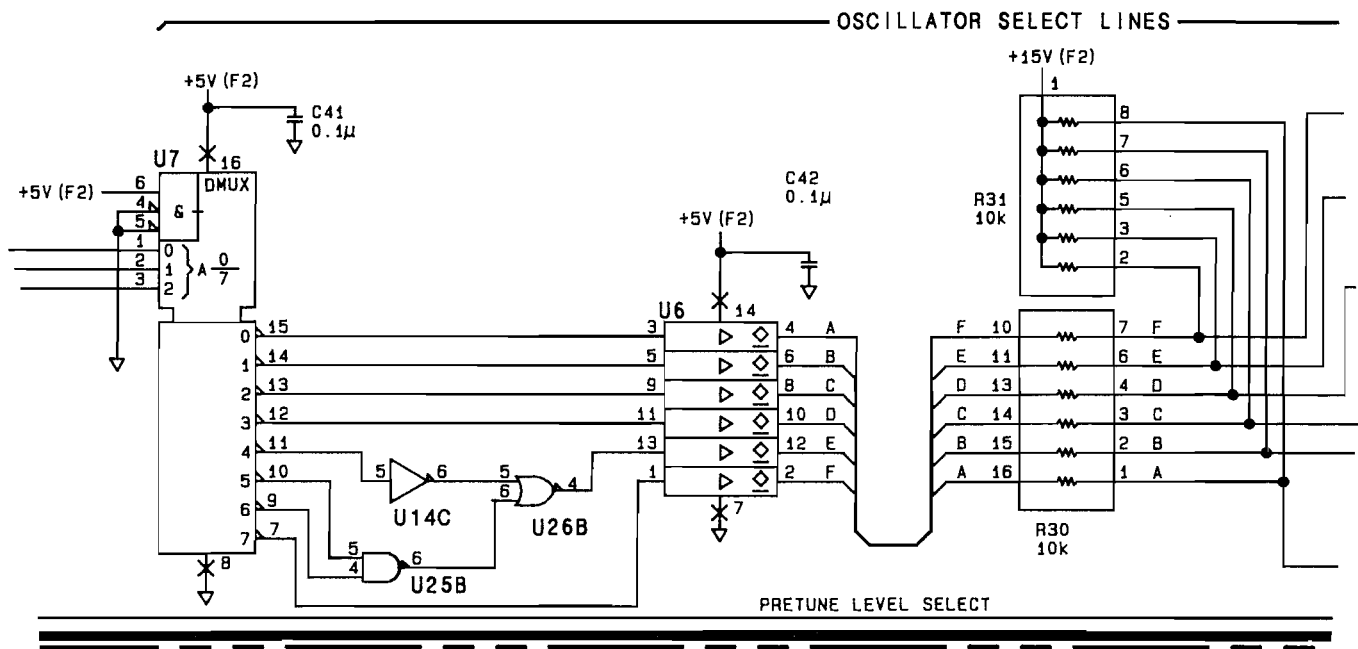 OSCILLATOR SELECT LINES
+5V (F2)
+15V (F2)
C41
0.1µ
1
8
7
6
5
3
2
R31
10k
U7
16
DMUX
+5V (F2)
6
4
5
&
1
2
3
0
1
2
} A 0/7
C42
0.1µ
+5V (F2)
U6
14
0 15
1 14
2 13
3 12
4 11
5 10
6 9
7 7
8
3
5
9
11
13
1
4 A
6 B
8 C
10 D
12 E
2 F
7
F 10
E 11
D 13
C 14
B 15
A 16
7 F
6 E
4 D
3 C
2 B
1 A
R30
10k
5
6
U14C
5
6
4
U26B
5
4
6
U25B
PRETUNE LEVEL SELECT